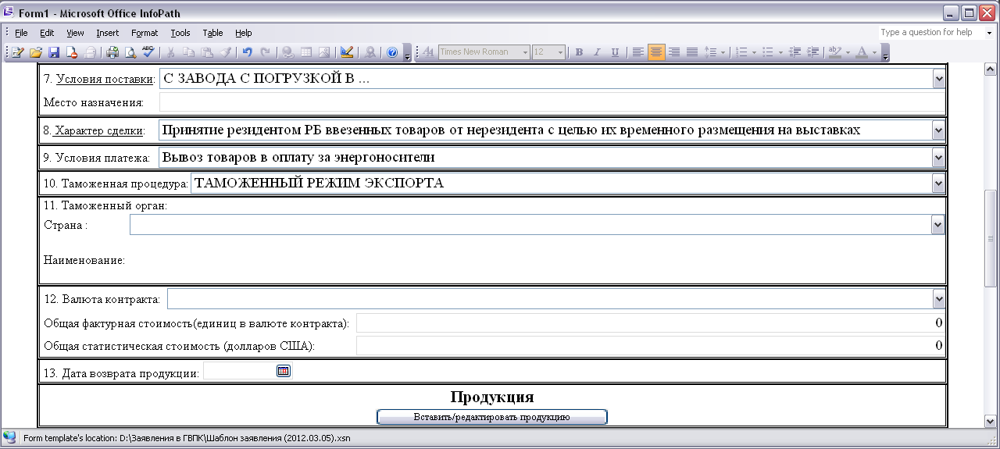 Form1 - Microsoft Office InfoPath
File Edit View Insert Format Tools Table Help
Type a question for help
Times New Roman 12 B I U
7. Условия поставки: С ЗАВОДА С ПОГРУЗКОЙ В ...
Место назначения:
8. Характер сделки: Принятие резидентом РБ ввезенных товаров от нерезидента с целью их временного размещения на выставках
9. Условия платежа: Вывоз товаров в оплату за энергоносители
10. Таможенная процедура: ТАМОЖЕННЫЙ РЕЖИМ ЭКСПОРТА
11. Таможенный орган:
Страна :
Наименование:
12. Валюта контракта:
Общая фактурная стоимость(единиц в валюте контракта): 0
Общая статистическая стоимость (долларов США): 0
13. Дата возврата продукции:
Продукция
Вставить/редактировать продукцию
Form template's location: D:\Заявления в ГВПК\Шаблон заявления (2012.03.05).xsn